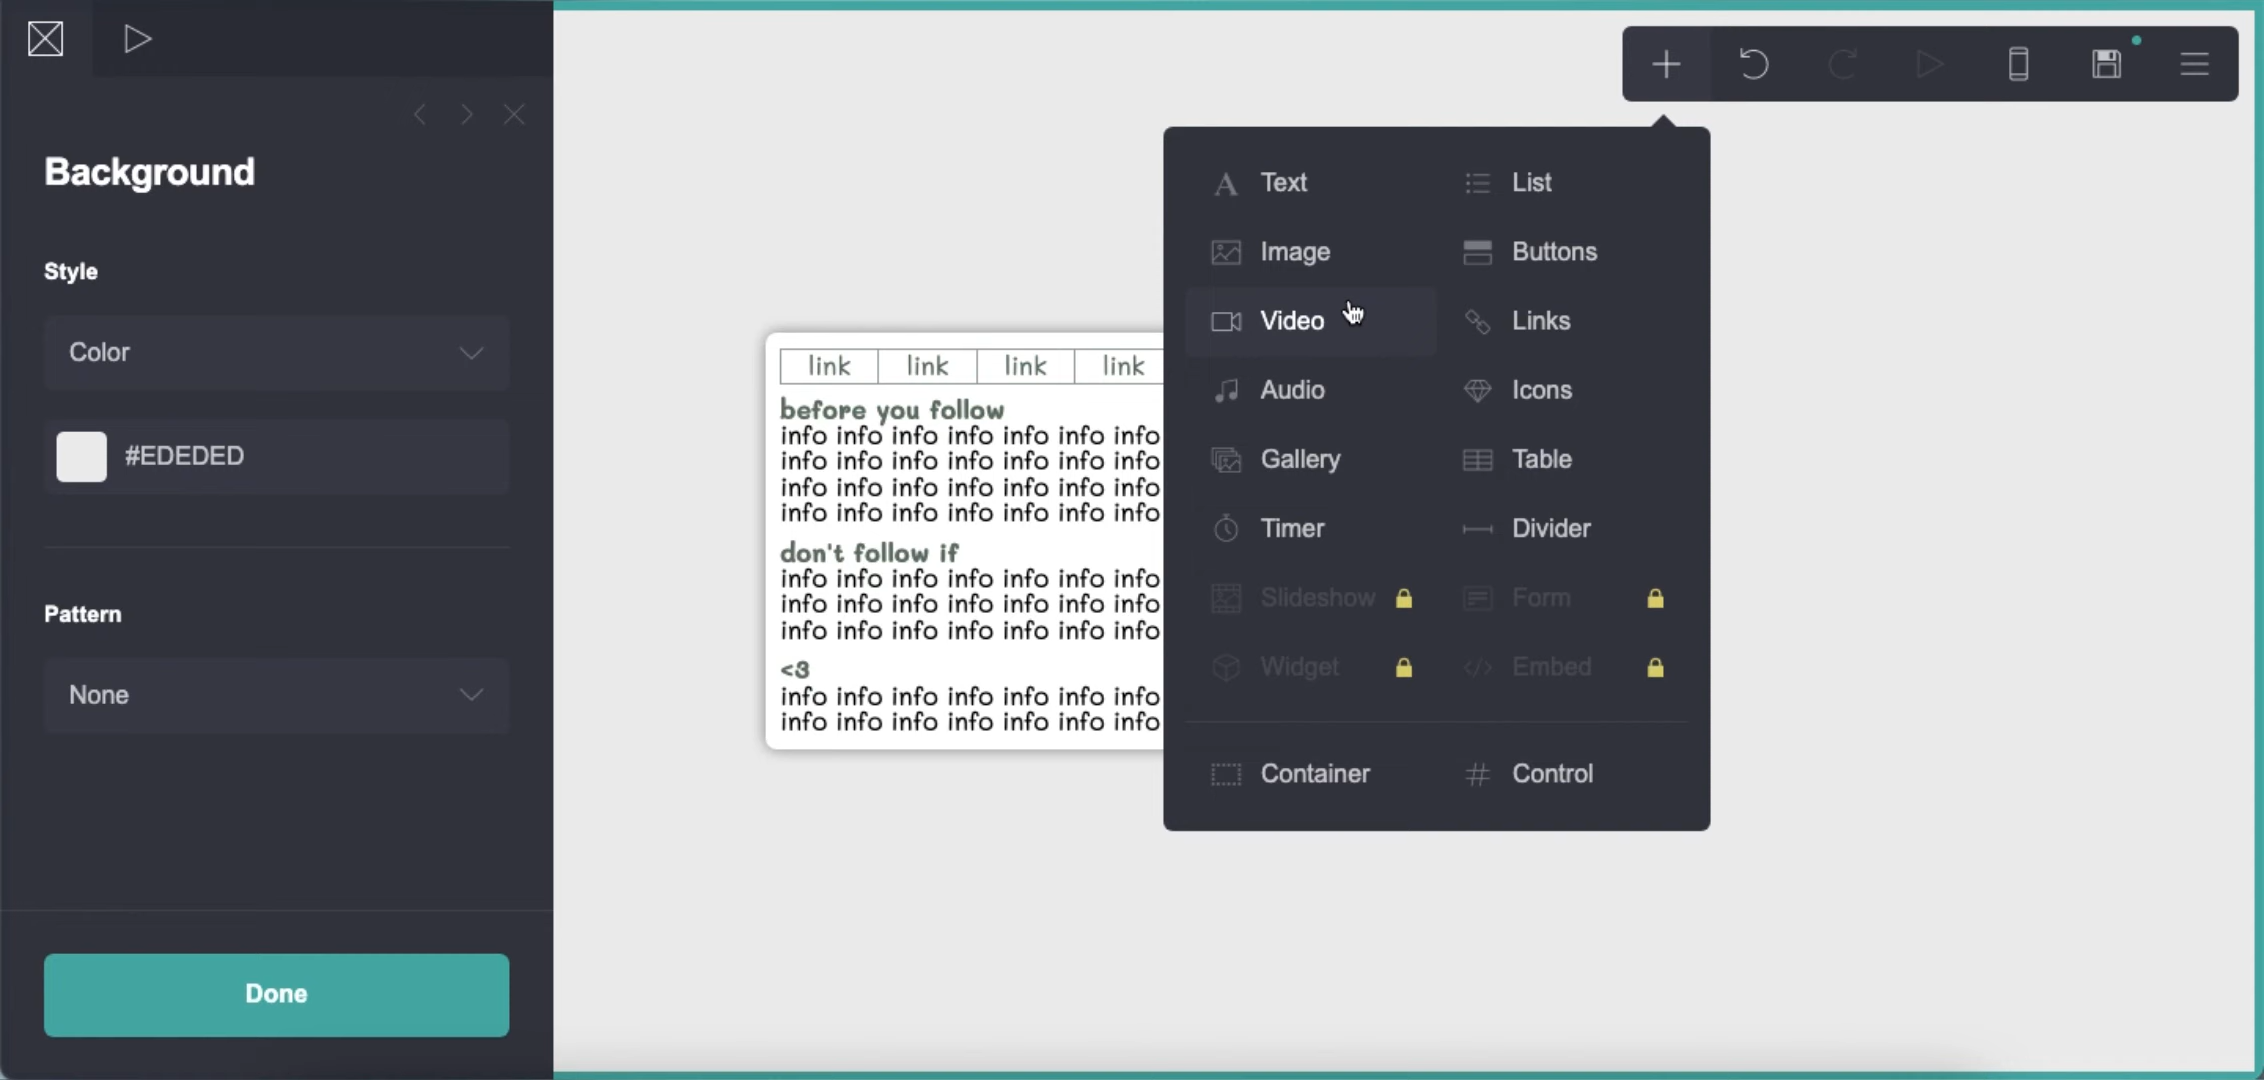 Background
Style
Color
#EDEDED
Pattern
None
Done
link link link link
before you follow
info info info info info info info
info info info info info info info
info info info info info info info
info info info info info info info
don't follow if
info info info info info info info
info info info info info info info
info info info info info info info
<3
info info info info info info info
info info info info info info info
Text List
Image Buttons
Video Links
Audio Icons
Gallery Table
Timer Divider
Slideshow Form
Widget Embed
Container Control